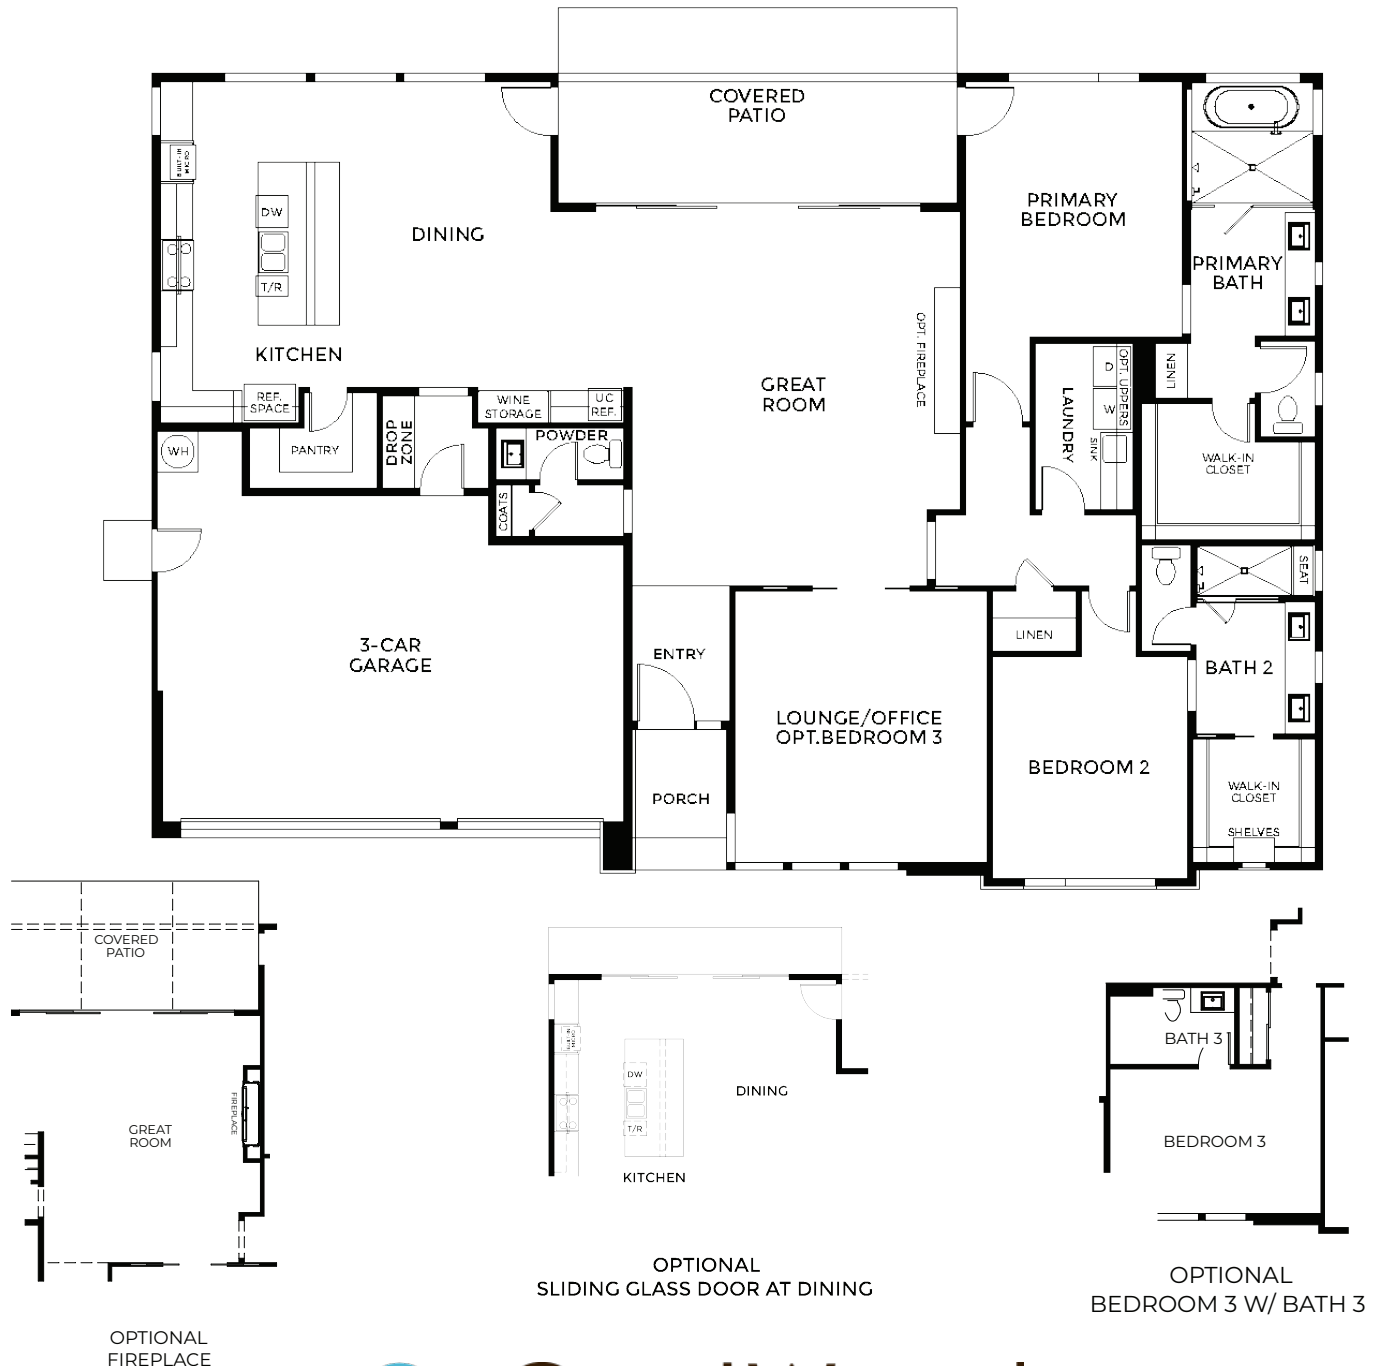 COVERED
PATIO
BUILT-IN
MICRO
DW
T/R
DINING
KITCHEN
PRIMARY
BEDROOM
PRIMARY
BATH
OPT. FIREPLACE
GREAT
ROOM
REF.
SPACE
WINE
STORAGE
UC
REF.
WH
PANTRY
DROP
ZONE
POWDER
COATS
LAUNDRY
D
W
OPT. UPPERS
SINK
LINEN
WALK-IN
CLOSET
SEAT
3-CAR
GARAGE
ENTRY
LINEN
BATH 2
LOUNGE/OFFICE
OPT.BEDROOM 3
BEDROOM 2
PORCH
WALK-IN
CLOSET
SHELVES
COVERED
PATIO
FIREPLACE
GREAT
ROOM
OPTIONAL
FIREPLACE
DW
T/R
DINING
KITCHEN
OPTIONAL
SLIDING GLASS DOOR AT DINING
BATH 3
BEDROOM 3
OPTIONAL
BEDROOM 3 W/ BATH 3